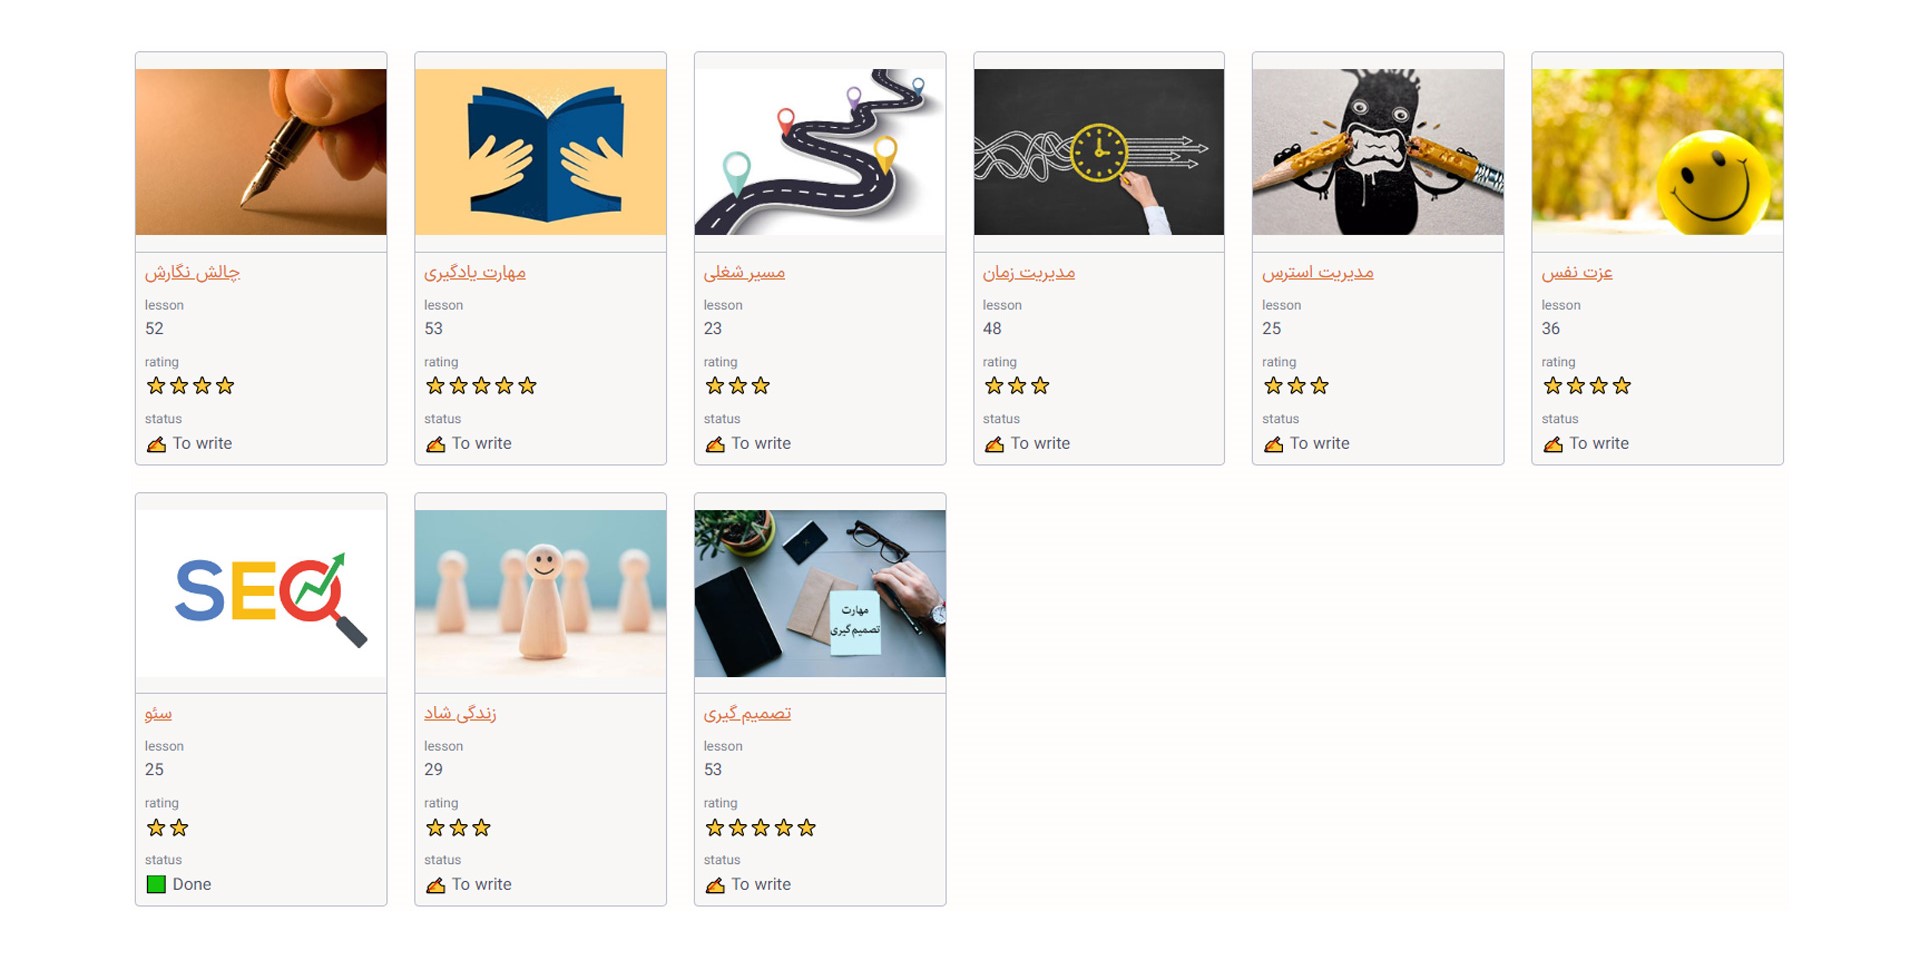 چالش نگارش
lesson
52
rating
⭐⭐⭐⭐
status
✍ To write
مهارت یادگیری
lesson
53
rating
⭐⭐⭐⭐⭐
status
✍ To write
مسیر شغلی
lesson
23
rating
⭐⭐⭐
status
✍ To write
مدیریت زمان
lesson
48
rating
⭐⭐⭐
status
✍ To write
مدیریت استرس
lesson
25
rating
⭐⭐⭐
status
✍ To write
عزت نفس
lesson
36
rating
⭐⭐⭐⭐
status
✍ To write
SEO
سئو
lesson
25
rating
⭐⭐
status
🟩 Done
زندگی شاد
lesson
29
rating
⭐⭐⭐
status
✍ To write
مهارت
تصمیم‌گیری
تصمیم گیری
lesson
53
rating
⭐⭐⭐⭐⭐
status
✍ To write